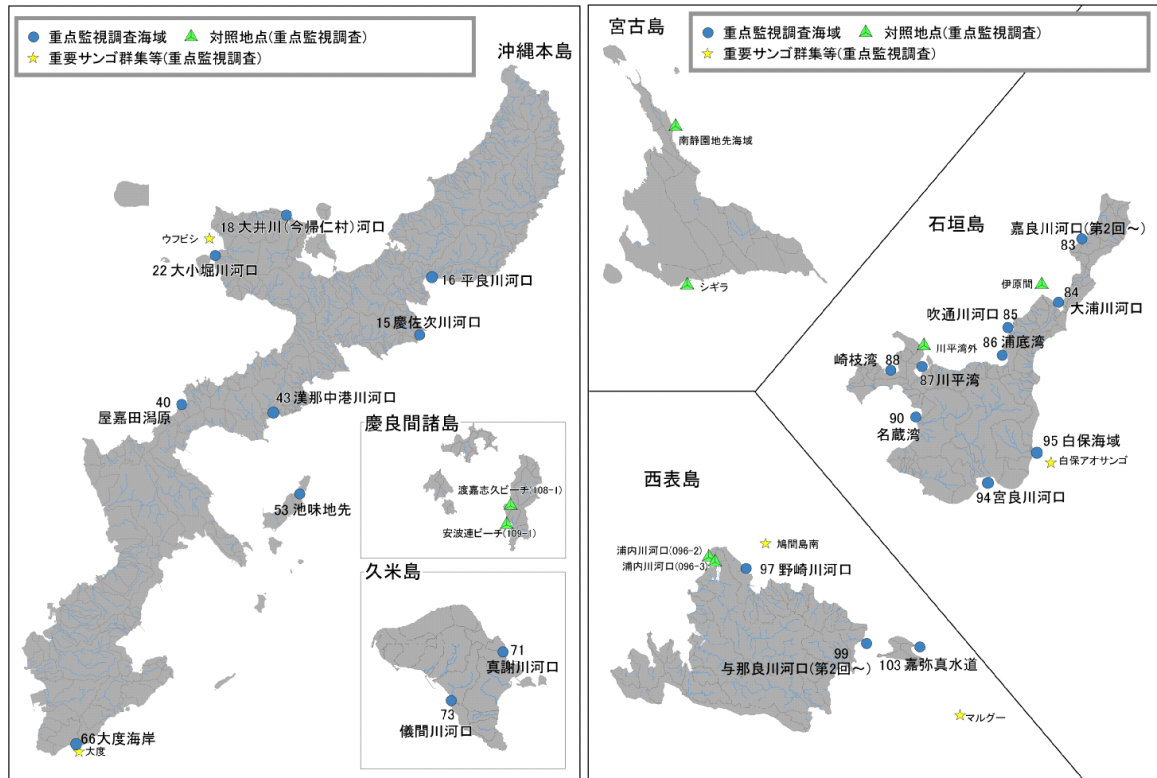 重点監視調査海域
対照地点(重点監視調査)
重要サンゴ群集等(重点監視調査)
沖縄本島
18 大井川(今帰仁村)河口
ウフビシ
22 大小堀川河口
16 平良川河口
15 慶佐次川河口
40
屋嘉田潟原
43 漢那中港川河口
53 池味地先
66 大度海岸
大度
慶良間諸島
渡嘉志久ビーチ(108-1)
安波連ビーチ(109-1)
久米島
71
真謝川河口
73
儀間川河口
宮古島
重点監視調査海域
対照地点(重点監視調査)
重要サンゴ群集等(重点監視調査)
南静園地先海域
シギラ
石垣島
嘉良川河口(第2回～)
83
伊原間
84
大浦川河口
吹通川河口 85
86 浦底湾
川平湾外
崎枝湾 88
87 川平湾
90
名蔵湾
95 白保海域
白保アオサンゴ
94 宮良川河口
西表島
浦内川河口(096-2)
浦内川河口(096-3)
鳩間島南
97 野崎川河口
99
与那良川河口(第2回～)
103 嘉弥真水道
マルグー